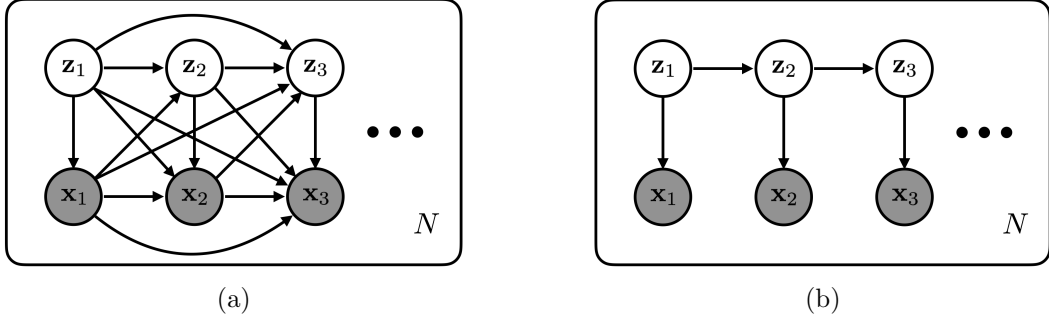 z₁ z₂ z₃
x₁ x₂ x₃
N
(a)
z₁ z₂ z₃
x₁ x₂ x₃
N
(b)